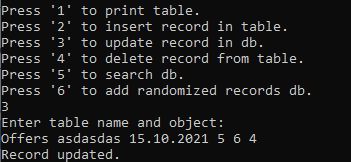 Press '1' to print table.
Press '2' to insert record in table.
Press '3' to update record in db.
Press '4' to delete record from table.
Press '5' to search db.
Press '6' to add randomized records db.
3
Enter table name and object:
Offers asdasdas 15.10.2021 5 6 4
Record updated.